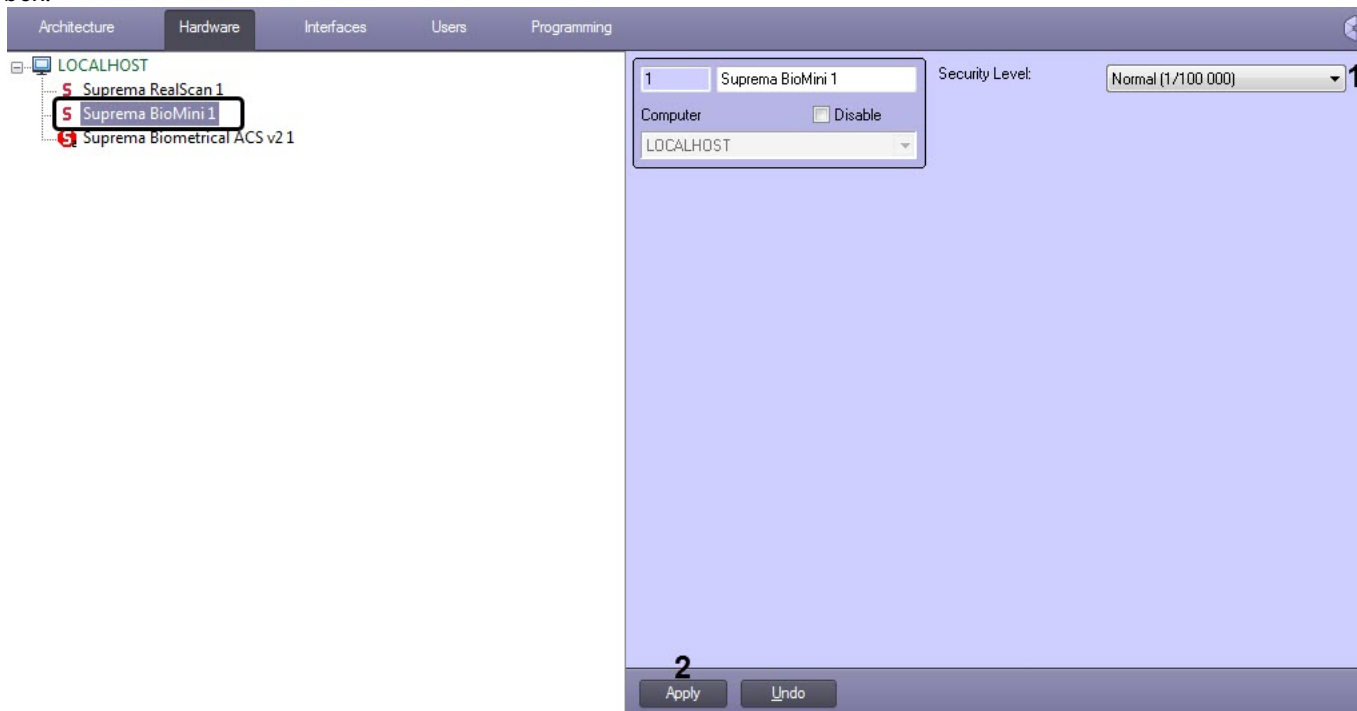 box.
Architecture Hardware Interfaces Users Programming
LOCALHOST
Suprema RealScan 1
Suprema BioMini 1
Suprema Biometrical ACS v2 1
1 Suprema BioMini 1
Computer Disable
LOCALHOST
Security Level: Normal (1/100 000) 1
2
Apply Undo